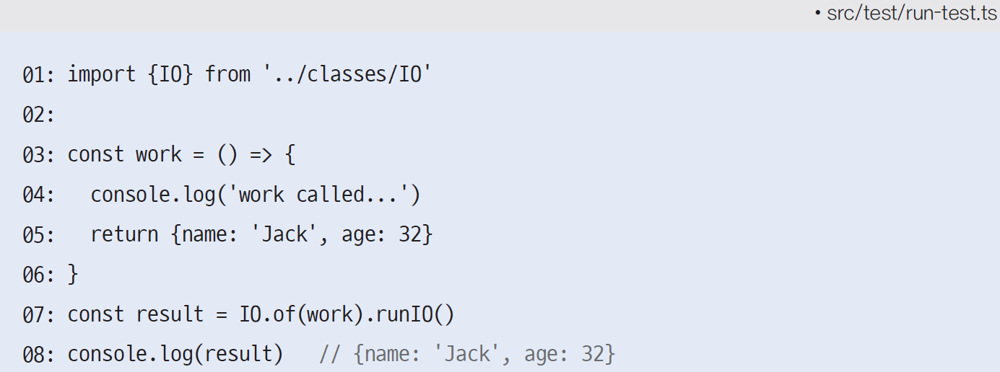 • src/test/run-test.ts
01: import {IO} from '../classes/IO'
02:
03: const work = () => {
04:   console.log('work called...')
05:   return {name: 'Jack', age: 32}
06: }
07: const result = IO.of(work).runIO()
08: console.log(result)   // {name: 'Jack', age: 32}